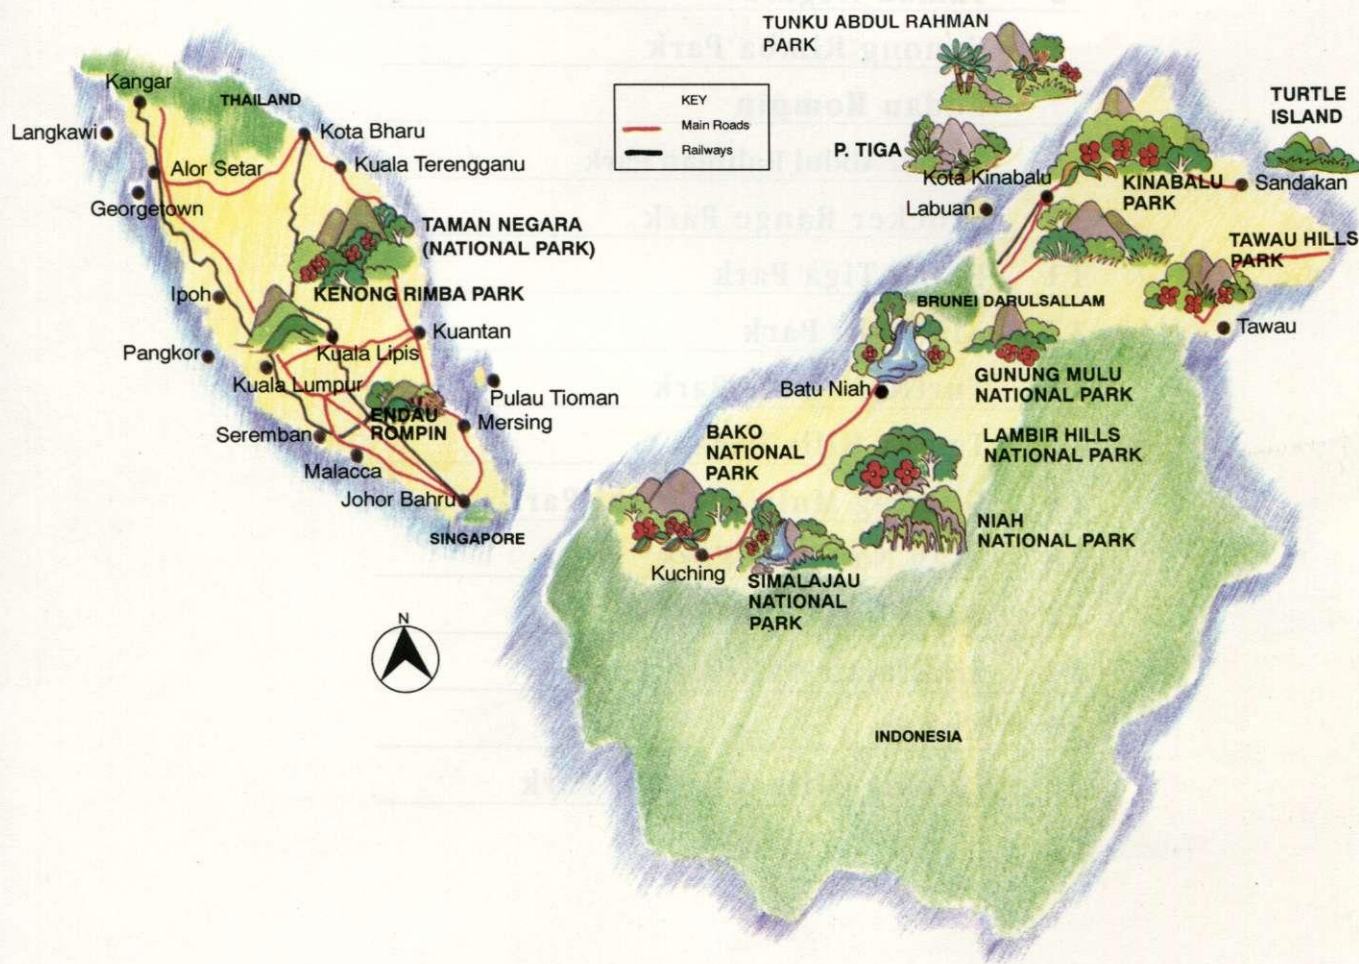 TUNKU ABDUL RAHMAN
PARK
Kangar
THAILAND
Langkawi
Kota Bharu
Kuala Terengganu
Alor Setar
Georgetown
TAMAN NEGARA
(NATIONAL PARK)
KENONG RIMBA PARK
Ipoh
Kuantan
Pangkor
Kuala Lipis
Kuala Lumpur
Pulau Tioman
ENDAU
ROMPIN
Mersing
Seremban
Malacca
Johor Bahru
SINGAPORE
KEY
Main Roads
Railways
TURTLE
ISLAND
P. TIGA
Kota Kinabalu
KINABALU
PARK
Sandakan
Labuan
TAWAU HILLS
PARK
BRUNEI DARULSALLAM
Tawau
Batu Niah
GUNUNG MULU
NATIONAL PARK
BAKO
NATIONAL
PARK
LAMBIR HILLS
NATIONAL PARK
NIAH
NATIONAL PARK
Kuching
SIMALAJAU
NATIONAL
PARK
N
INDONESIA